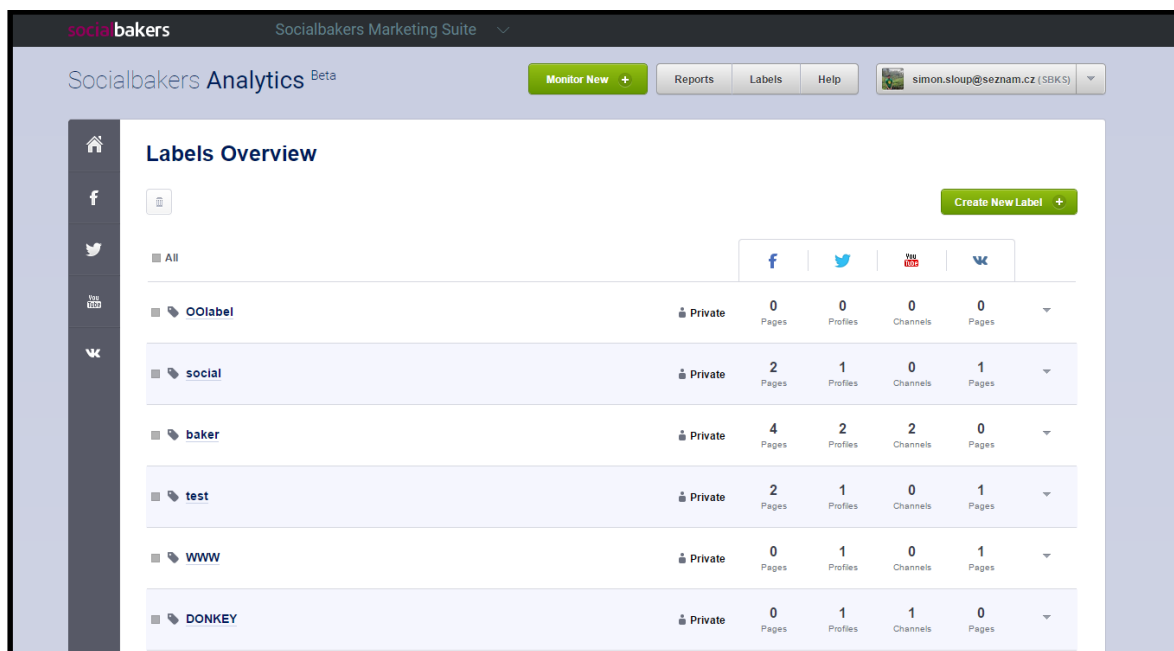 socialbakers Socialbakers Marketing Suite
Socialbakers Analytics Beta Monitor New Reports Labels Help simon.sloup@seznam.cz (SBKS)
Labels Overview
Create New Label
All f You Tube
f
You Tube
OOlabel Private 0 0 0 0
Pages Profiles Channels Pages
social Private 2 1 0 1
Pages Profiles Channels Pages
baker Private 4 2 2 0
Pages Profiles Channels Pages
test Private 2 1 0 1
Pages Profiles Channels Pages
WWW Private 0 1 0 1
Pages Profiles Channels Pages
DONKEY Private 0 1 1 0
Pages Profiles Channels Pages